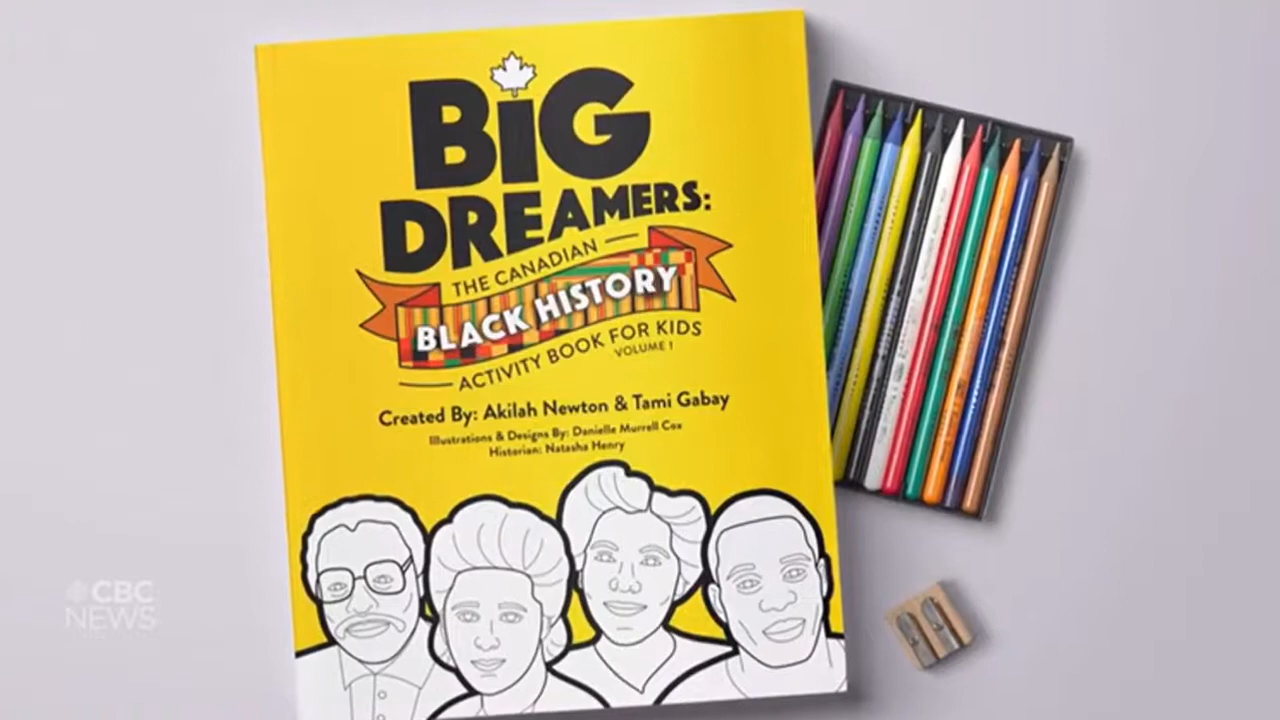 BiG
DREAMERS:
THE CANADIAN
BLACK HISTORY
ACTIVITY BOOK FOR KIDS
VOLUME 1
Created By: Akilah Newton & Tami Gabay
Illustrations & Designs By: Danielle Murrell Cox
Historian: Natasha Henry
CBC
NEWS